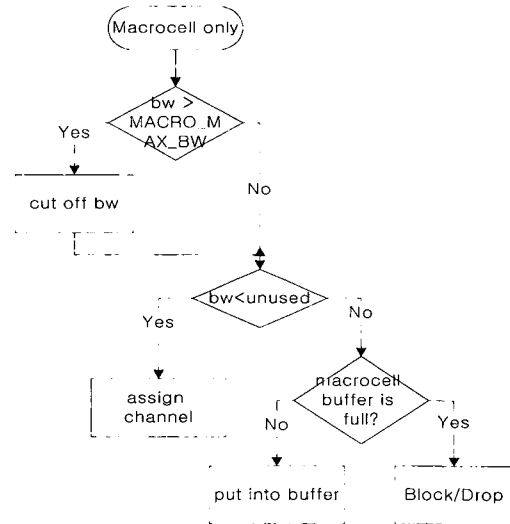 Macrocell only
bw >
MACRO_M
AX_BW
Yes
No
cut off bw
bw<unused
Yes
No
assign
channel
macrocell
buffer is
full?
No
Yes
put into buffer
Block/Drop